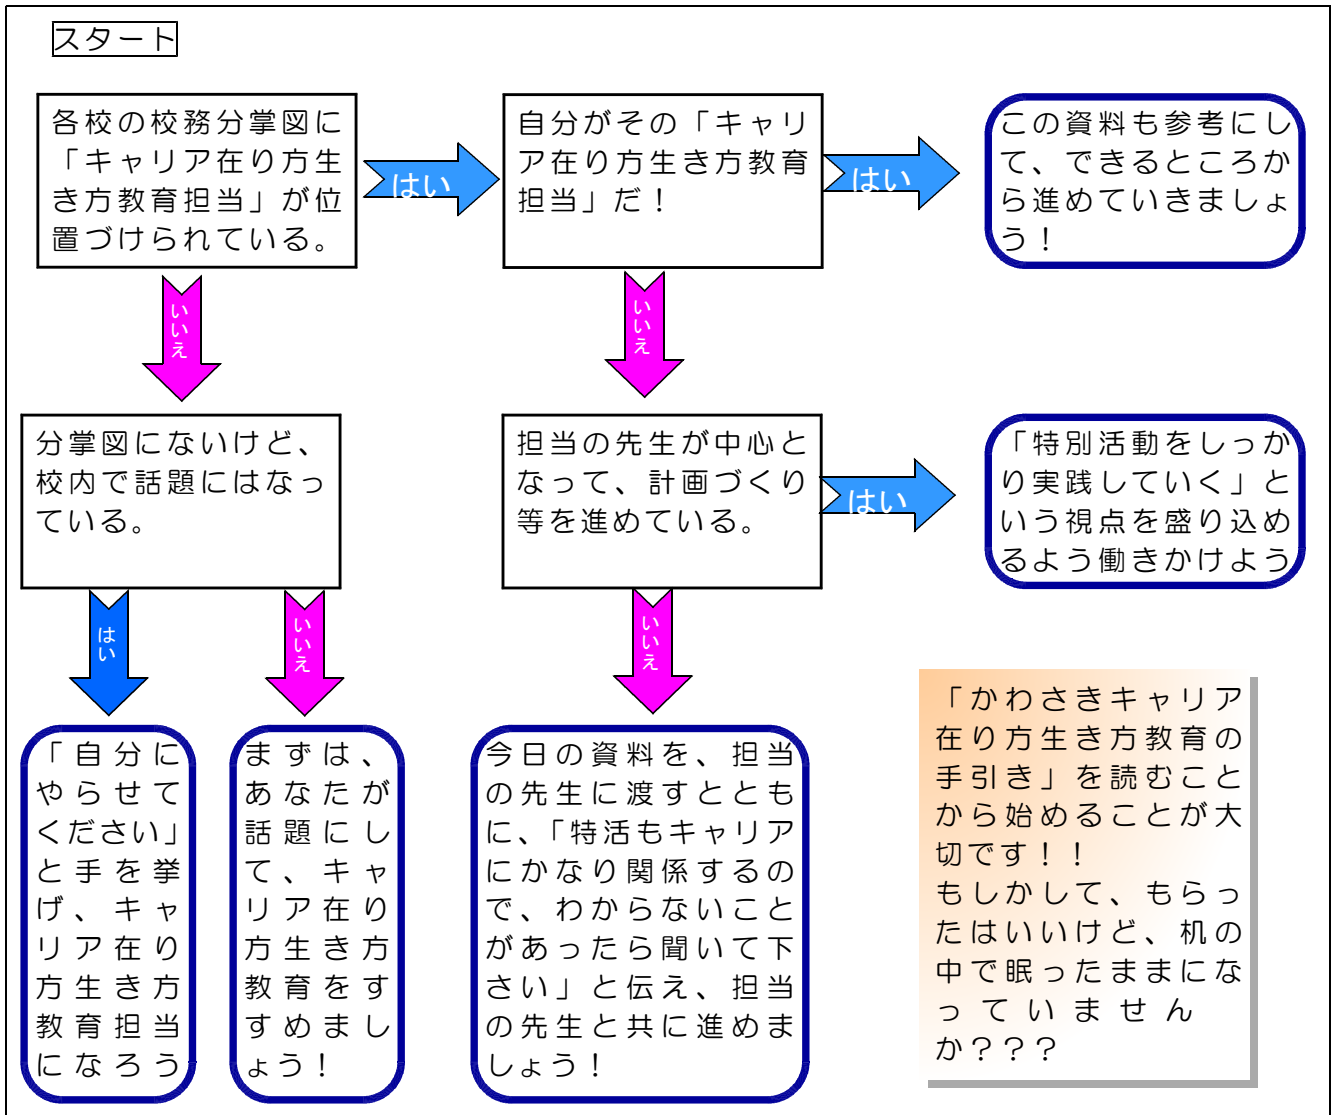 スタート
各校の校務分掌図に
「キャリア在り方生
き方教育担当」が位
置づけられている。
はい
自分がその「キャリ
ア在り方生き方教育
担当」だ！
はい
この資料も参考にし
て、できるところか
ら進めていきましょ
う！
いいえ
いいえ
分掌図にないけど、
校内で話題にはなっ
ている。
担当の先生が中心と
なって、計画づくり
等を進めている。
はい
「特別活動をしっか
り実践していく」と
いう視点を盛り込め
るよう働きかけよう
はい
いいえ
いいえ
「自分に
やらせて
ください」
と手を挙
げ、キャ
リア在り
方生き方
教育担当
になろう
まずは、
あなたが
話題にし
て、キャ
リア在り
方生き方
教育をす
すめまし
ょう！
今日の資料を、担当
の先生に渡すととも
に、「特活もキャリア
にかなり関係するの
で、わからないこと
があったら聞いて下
さい」と伝え、担当
の先生と共に進めま
しょう！
「かわさきキャリア
在り方生き方教育の
手引き」を読むこと
から始めることが大
切です！！
もしかして、もらっ
たはいいけど、机の
中で眠ったままにな
っていません
か？？？